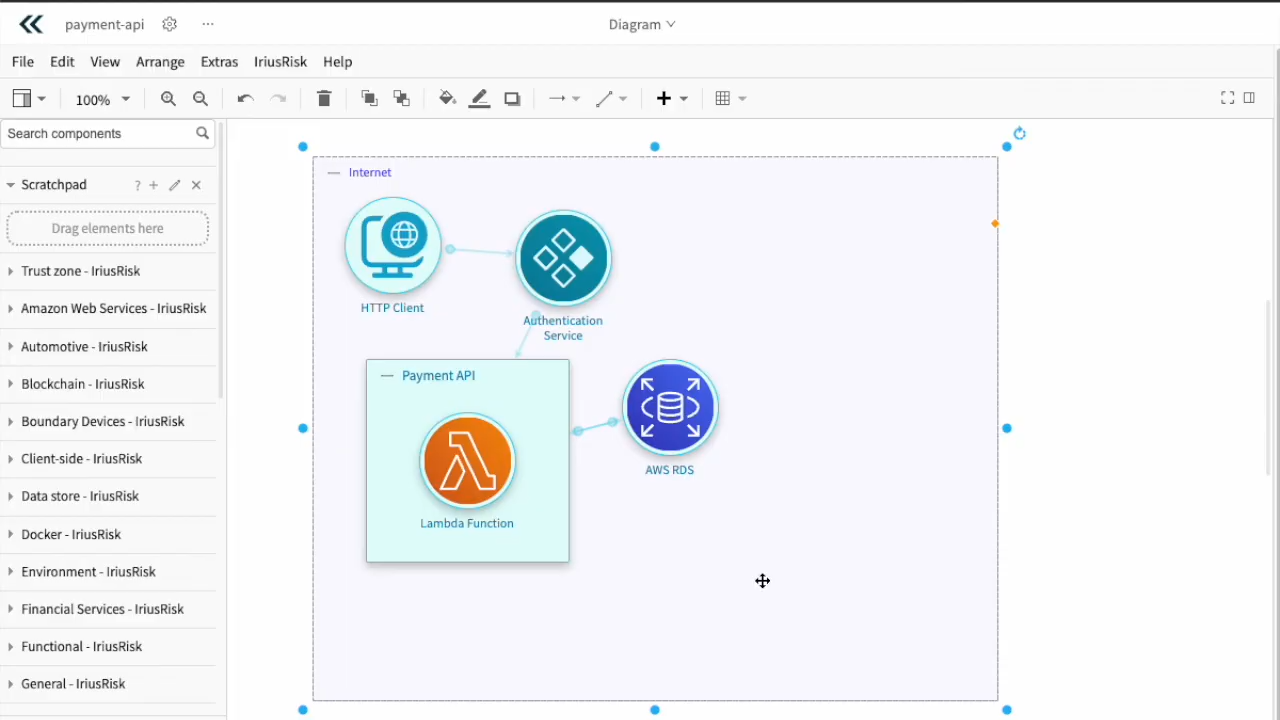 payment-api
Diagram
File Edit View Arrange Extras IriusRisk Help
100%
Search components
Scratchpad ?
Drag elements here
Trust zone - IriusRisk
Amazon Web Services - IriusRisk
Automotive - IriusRisk
Blockchain - IriusRisk
Boundary Devices - IriusRisk
Client-side - IriusRisk
Data store - IriusRisk
Docker - IriusRisk
Environment - IriusRisk
Financial Services - IriusRisk
Functional - IriusRisk
General - IriusRisk
Internet
HTTP Client
Authentication
Service
Payment API
Lambda Function
AWS RDS